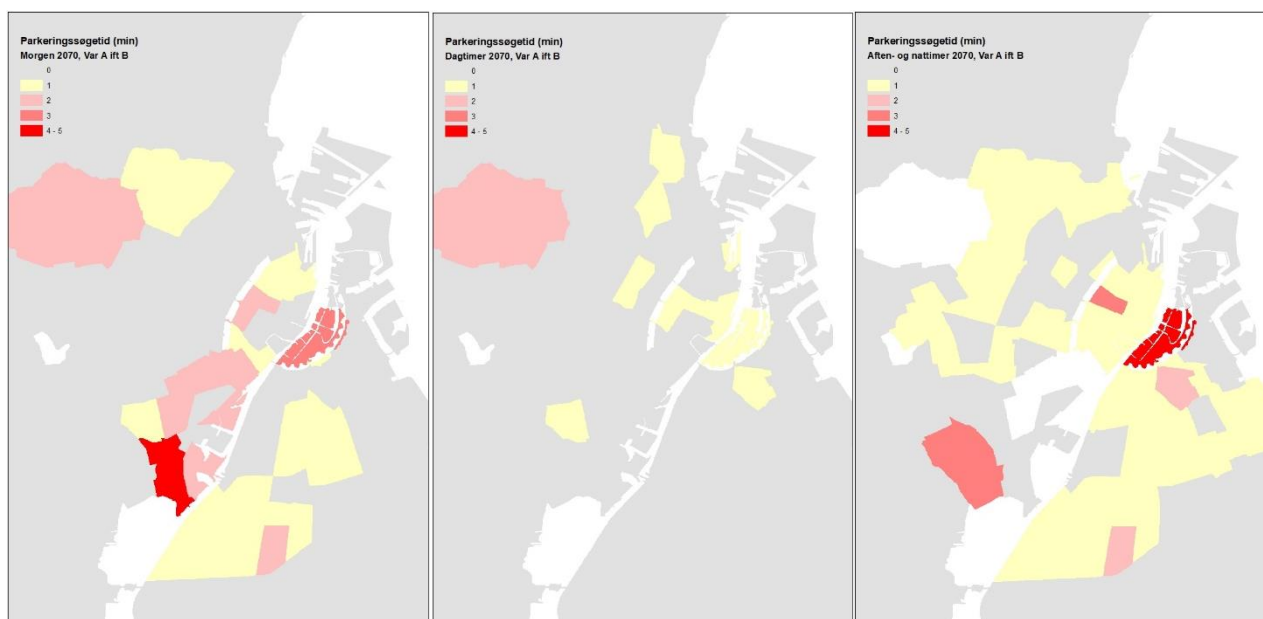 Parkeringssøgetid (min)
Morgen 2070, Var A ift B
0
1
2
3
4 - 5
Parkeringssøgetid (min)
Dagtimer 2070, Var A ift B
0
1
2
3
4 - 5
Parkeringssøgetid (min)
Aften- og nattimer 2070, Var A ift B
0
1
2
3
4 - 5